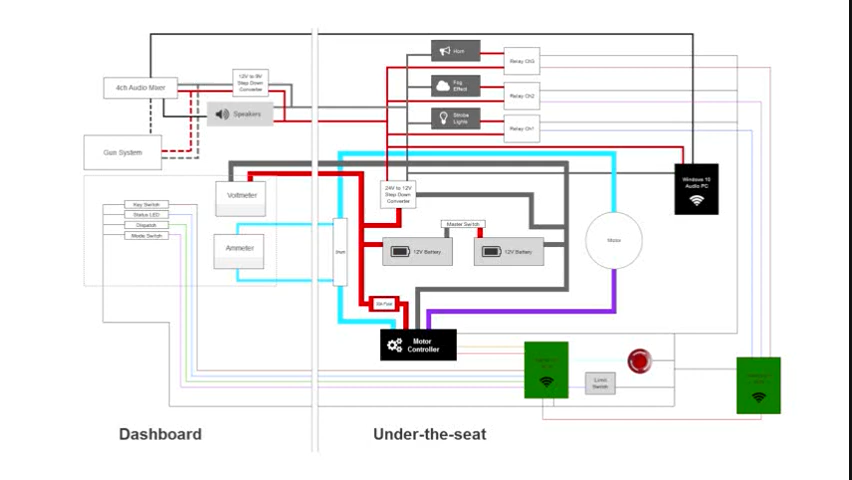 Horn
Relay Ch3
12V to 9V
Step Down
Converter
4ch Audio Mixer
Fog
Effect
Relay Ch2
Speakers
Strobe
Lights
Relay Ch1
Gun System
Windows 10
Audio PC
Voltmeter
24V to 12V
Step Down
Converter
Key Switch
Status LED
Dispatch
Mode Switch
Master Switch
Ammeter
Shunt
12V Battery
12V Battery
Motor
Motor
Controller
Limit
Switch
Dashboard
Under-the-seat